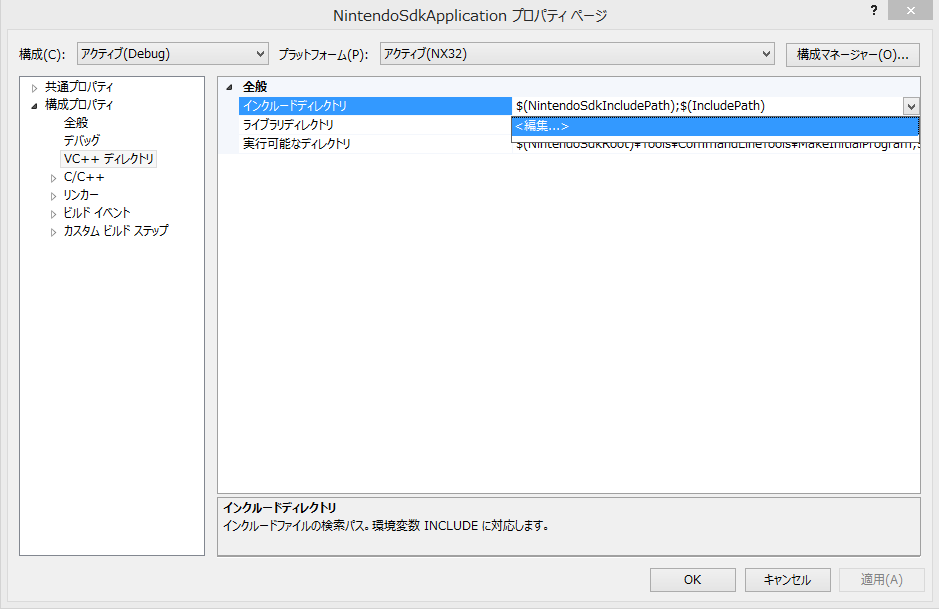 NintendoSdkApplication プロパティ ページ
?
構成(C): アクティブ(Debug) プラットフォーム(P): アクティブ(NX32) 構成マネージャー(O)...
共通プロパティ
構成プロパティ
全般
デバッグ
VC++ ディレクトリ
C/C++
リンカー
ビルド イベント
カスタム ビルド ステップ
全般
インクルードディレクトリ $(NintendoSdkIncludePath);$(IncludePath)
ライブラリディレクトリ <編集...>
実行可能なディレクトリ $(NintendoSdkRoot)¥Tools¥CommandLineTools¥MakeInitialProgram;
インクルードディレクトリ
インクルードファイルの検索パス。環境変数 INCLUDE に対応します。
OK キャンセル 適用(A)